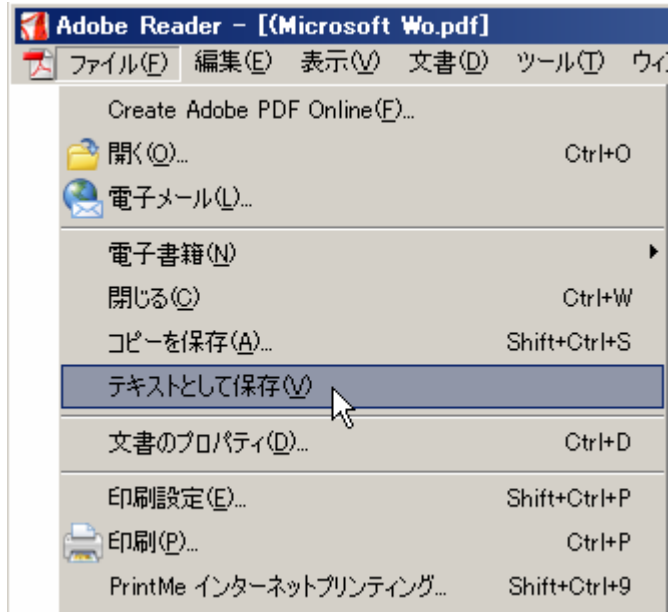 Adobe Reader - [(Microsoft Wo.pdf]
ファイル(F) 編集(E) 表示(V) 文書(D) ツール(T) ウィ
Create Adobe PDF Online(F)...
開く(O)... Ctrl+O
電子メール(L)...
電子書籍(N)
閉じる(C) Ctrl+W
コピーを保存(A)... Shift+Ctrl+S
テキストとして保存(V)
文書のプロパティ(D)... Ctrl+D
印刷設定(E)... Shift+Ctrl+P
印刷(P)... Ctrl+P
PrintMe インターネットプリンティング... Shift+Ctrl+9